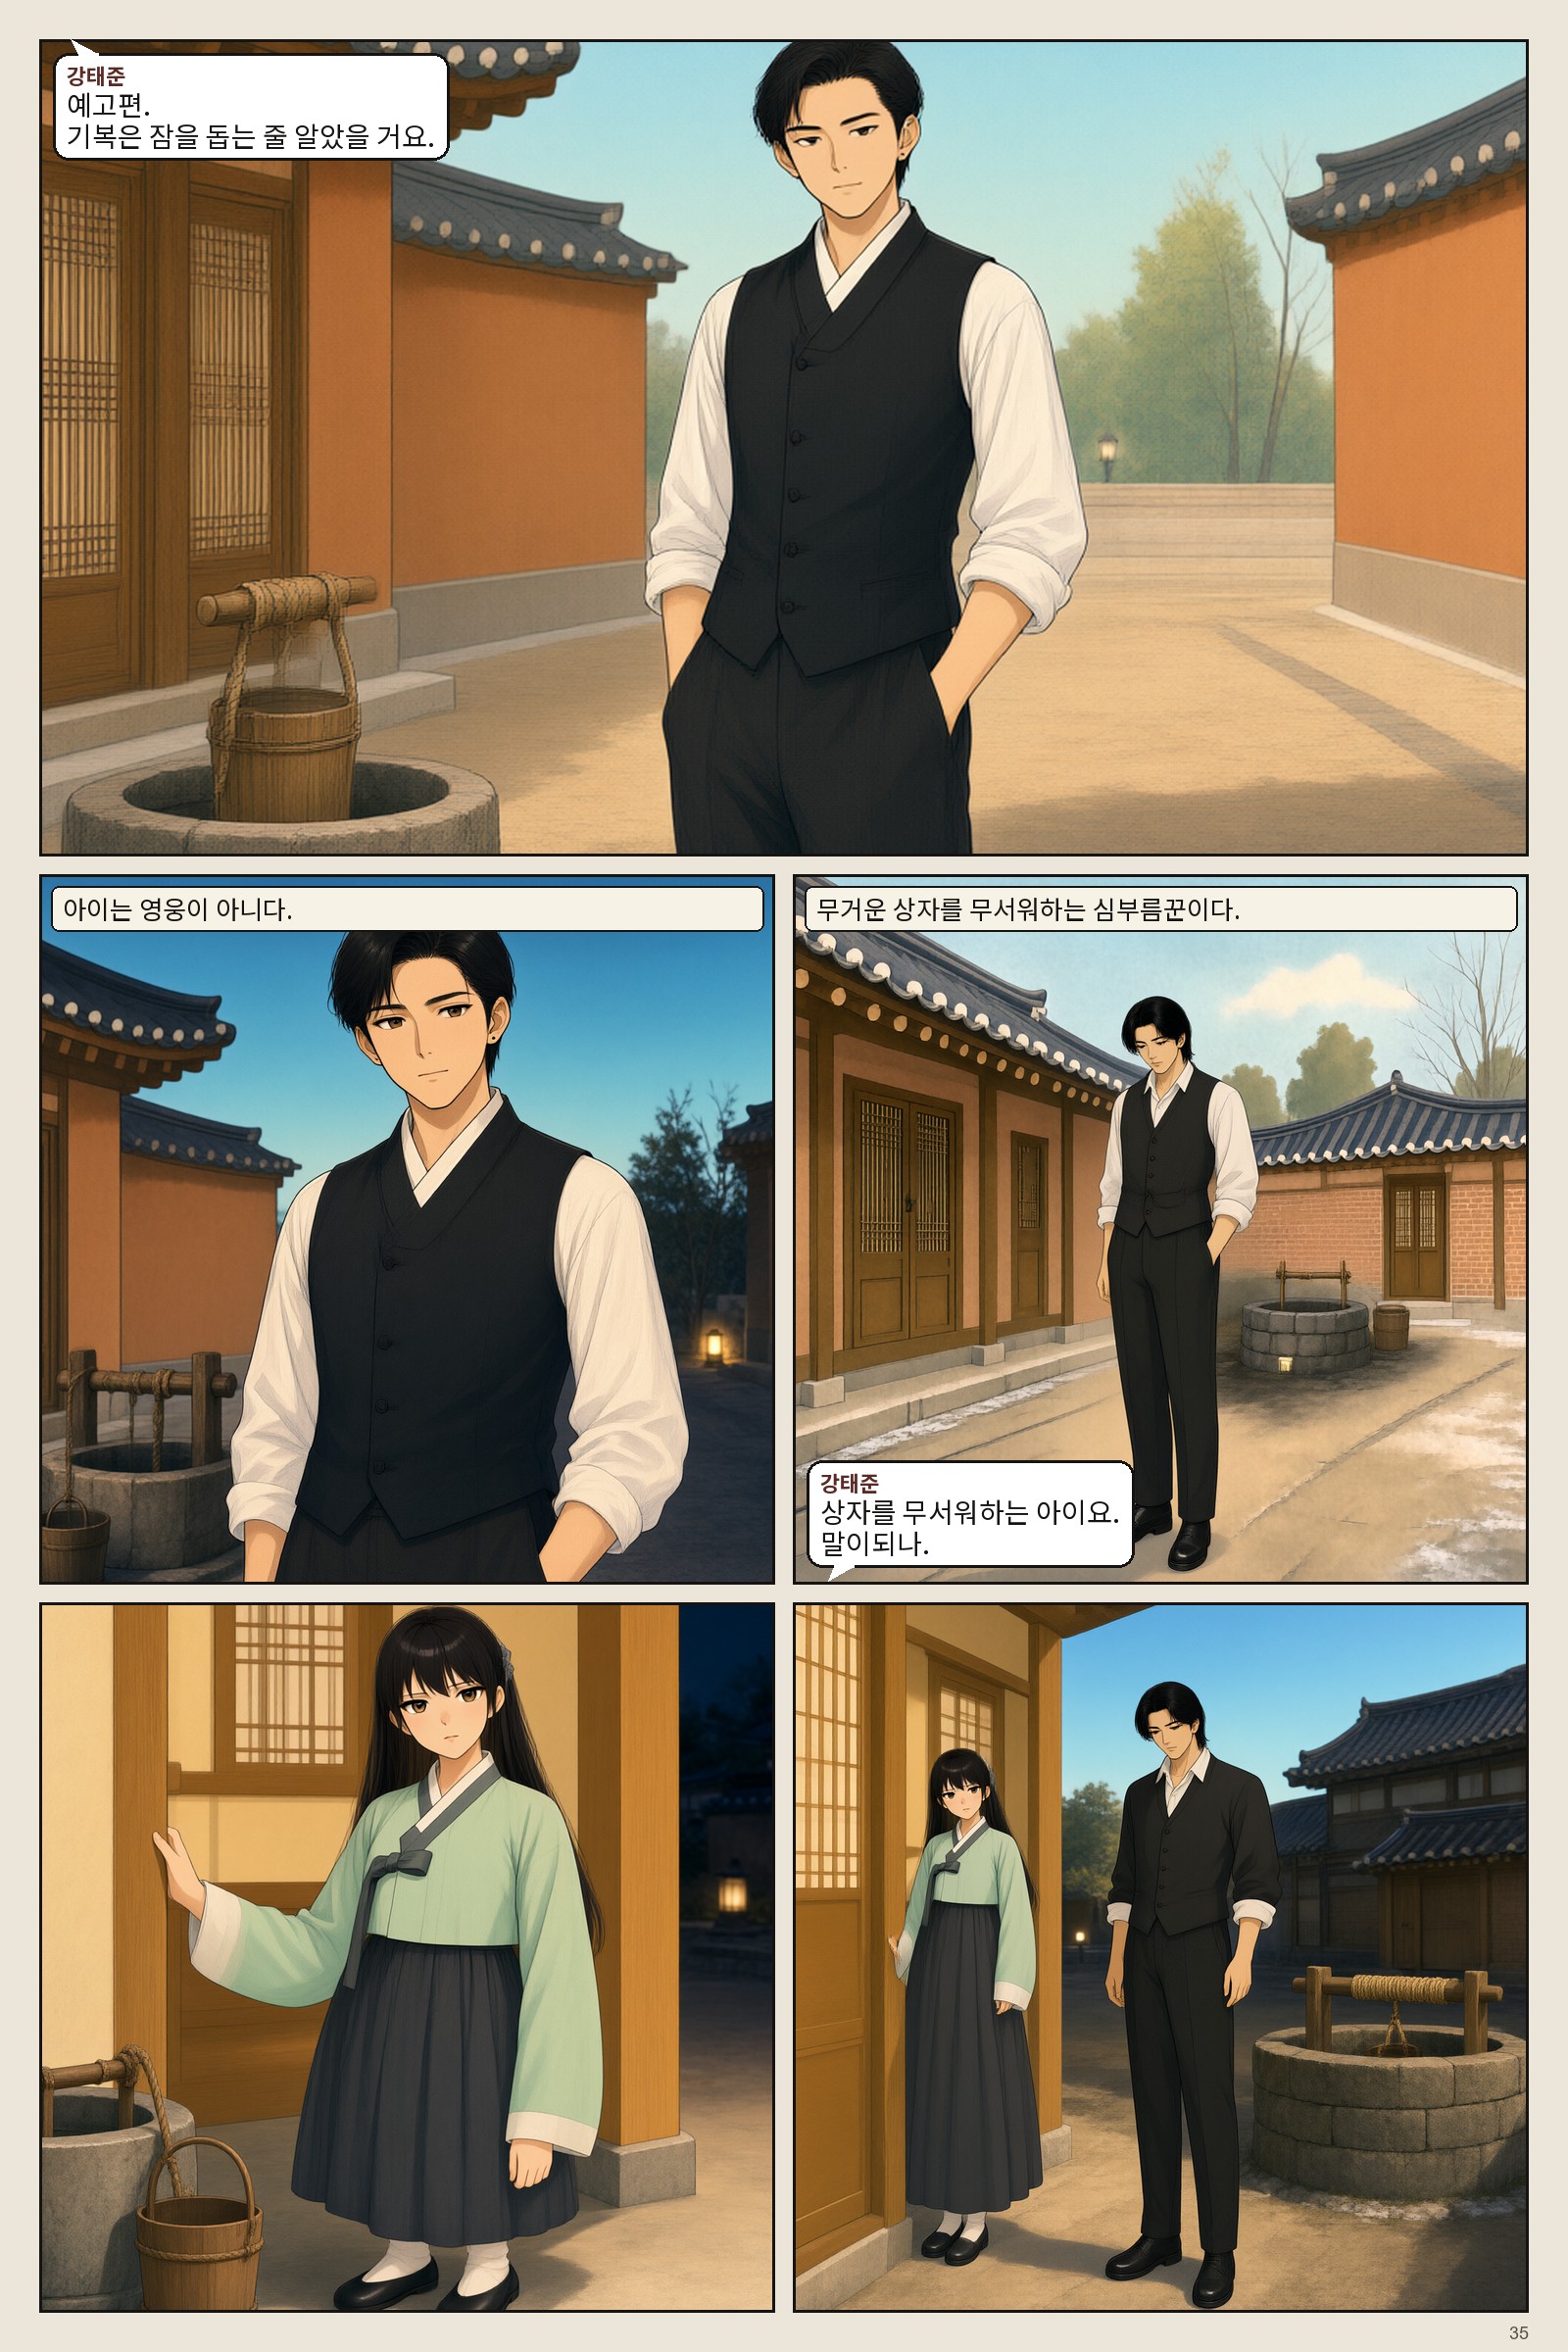 강태준
예고편.
기복은 잠을 돕는 줄 알았을 거요.
아이는 영웅이 아니다.
무거운 상자를 무서워하는 심부름꾼이다.
강태준
상자를 무서워하는 아이요.
말이되나.
35